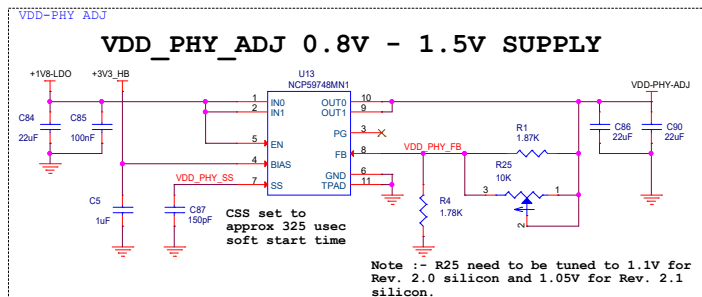 VDD-PHY ADJ
VDD_PHY_ADJ 0.8V - 1.5V SUPPLY
+1V8-LDO
+3V3_HB
U13
NCP59748MN1
VDD-PHY-ADJ
1
IN0
OUT0
10
2
IN1
OUT1
9
C84
22uF
C85
100nF
PG
3
5
EN
FB
8
VDD_PHY_FB
R1
1.87K
C86
22uF
C90
22uF
4
BIAS
GND
6
R25
10K
VDD_PHY_SS
7
SS
TPAD
11
3
1
2
C5
1uF
C87
150pF
R4
1.78K
CSS set to
approx 325 usec
soft start time
Note :- R25 need to be tuned to 1.1V for
Rev. 2.0 silicon and 1.05V for Rev. 2.1
silicon.